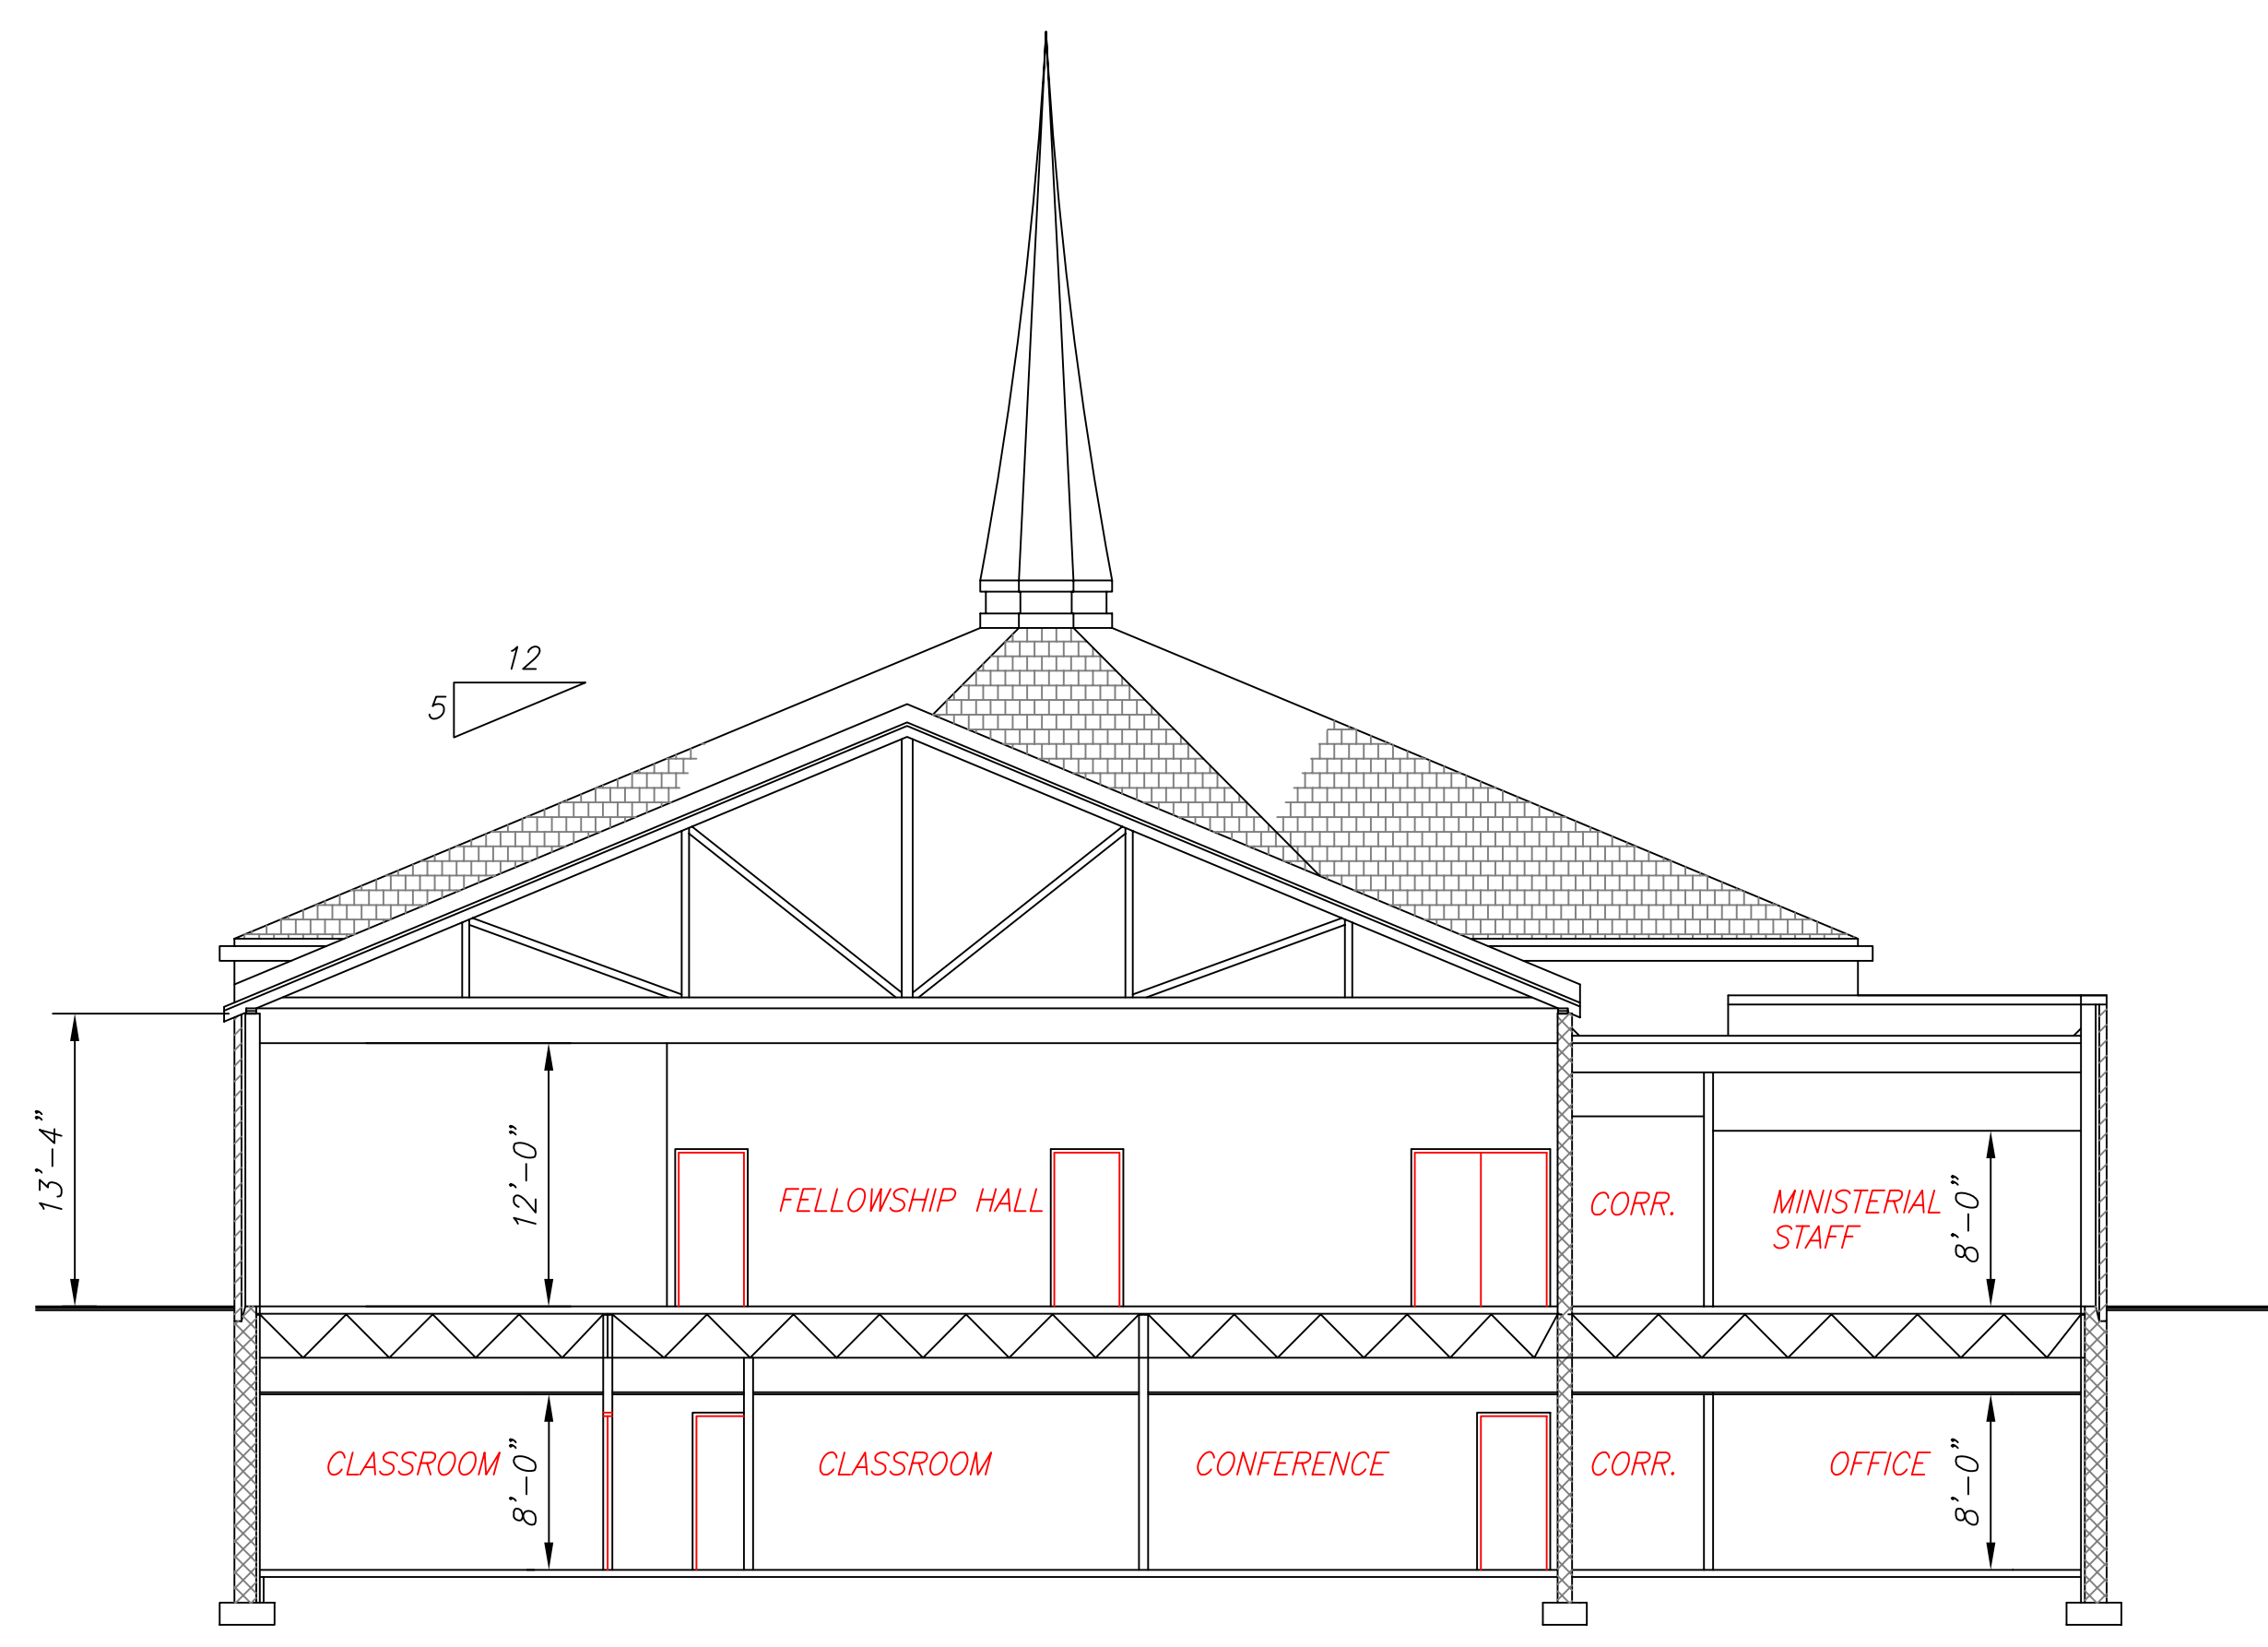 12
5
13'-4"
12'-0"
FELLOWSHIP HALL
CORR.
MINISTERIAL
STAFF
8'-0"
CLASSROOM
8'-0"
CLASSROOM
CONFERENCE
CORR.
OFFICE
8'-0"